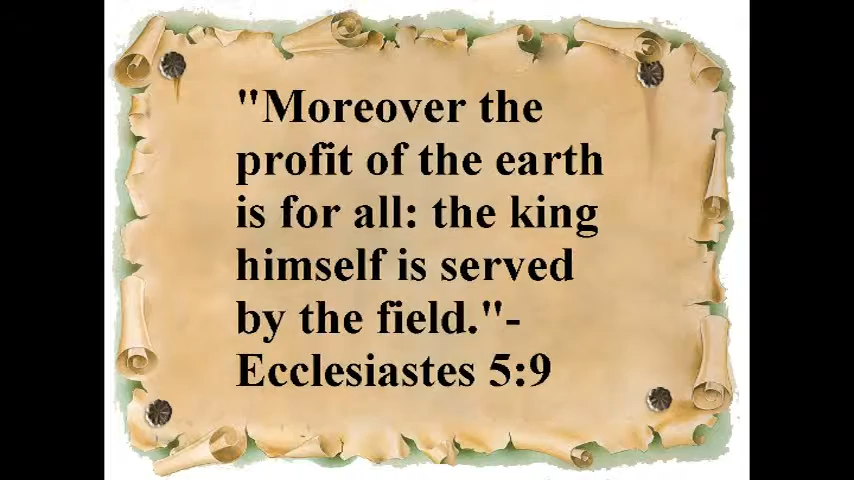 "Moreover the
profit of the earth
is for all: the king
himself is served
by the field."-
Ecclesiastes 5:9